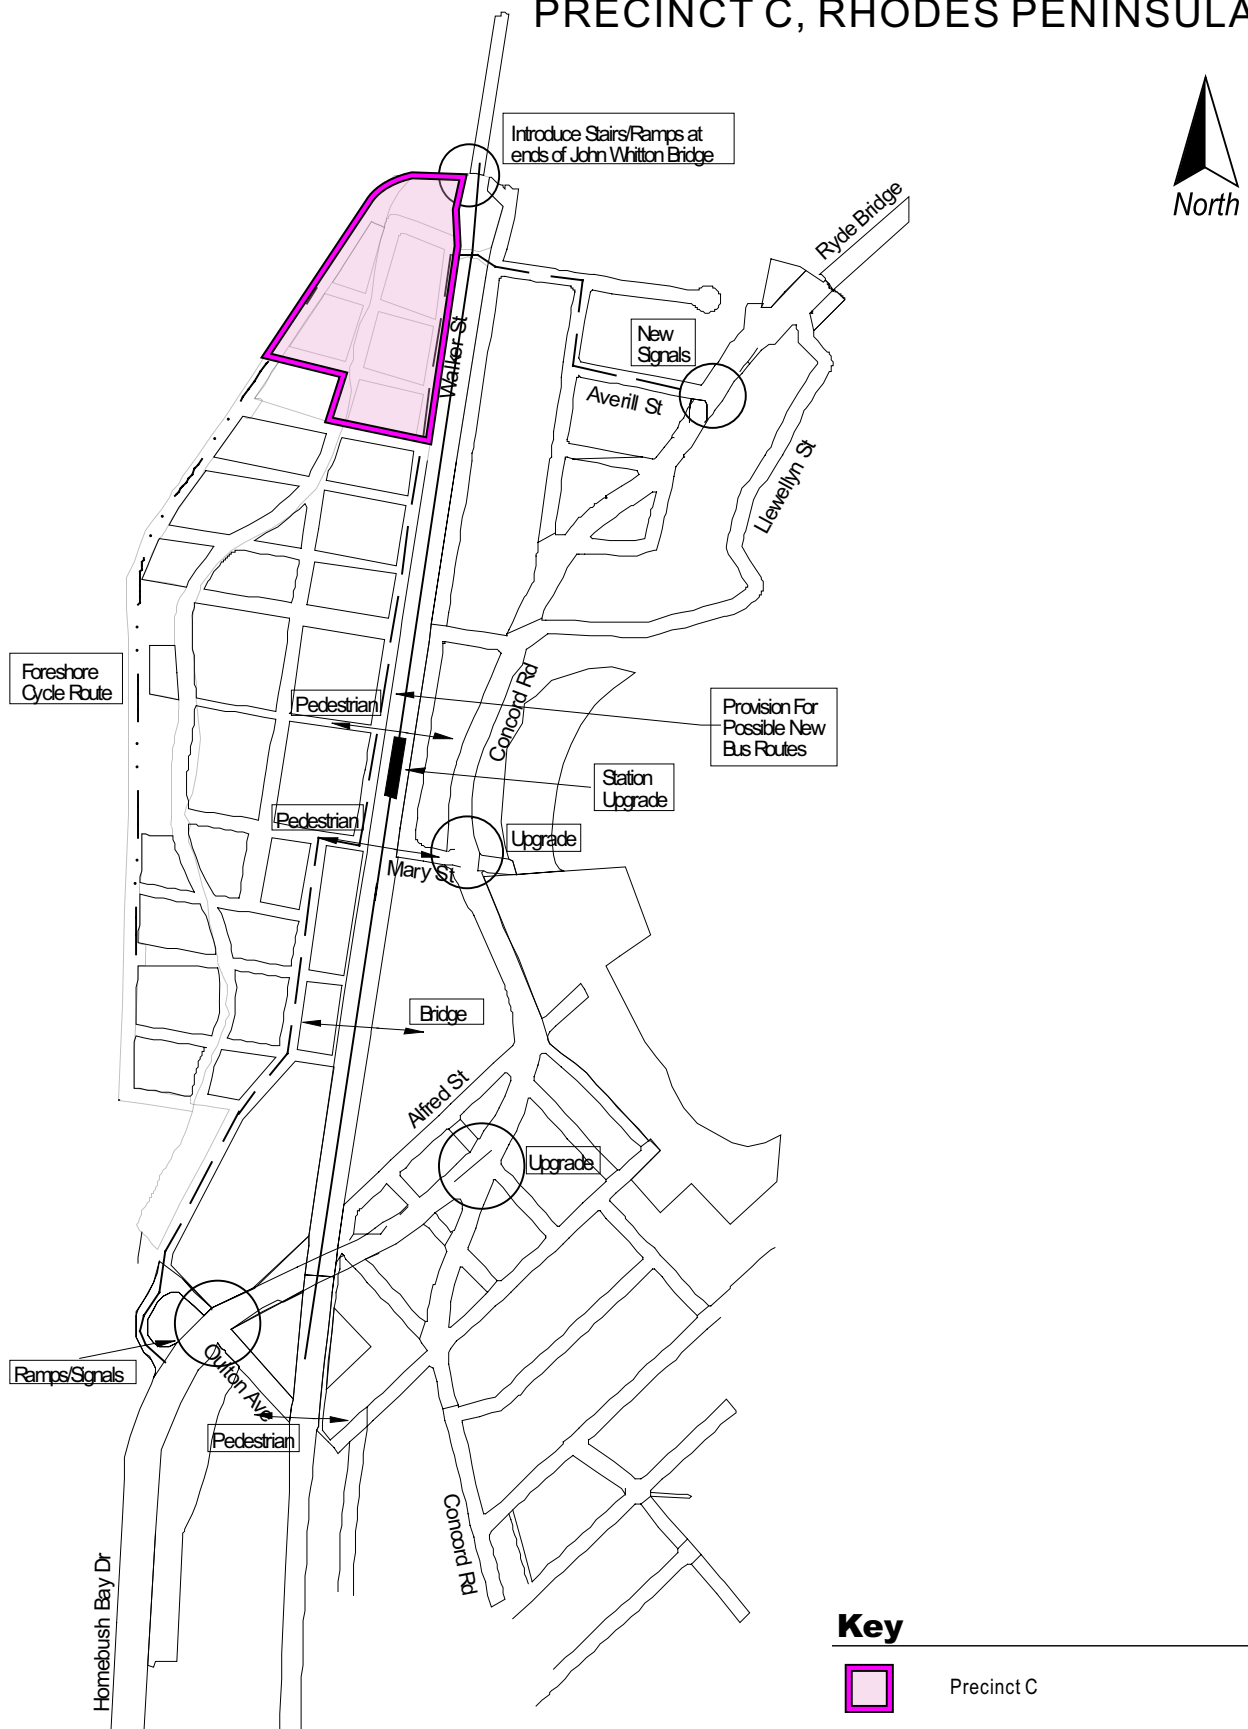 PRECINCT C, RHODES PENINSULA
Introduce Stairs/Ramps at
ends of John Whitton Bridge
North
Ryde Bridge
New
Signals
Walker St
Averill St
Llewellyn St
Foreshore
Cycle Route
Pedestrian
Concord Rd
Provision For
Possible New
Bus Routes
Station
Upgrade
Pedestrian
Upgrade
Mary St
Bridge
Alfred St
Upgrade
Ramps/Signals
Oulton Ave
Pedestrian
Concord Rd
Homebush Bay Dr
Key
Precinct C